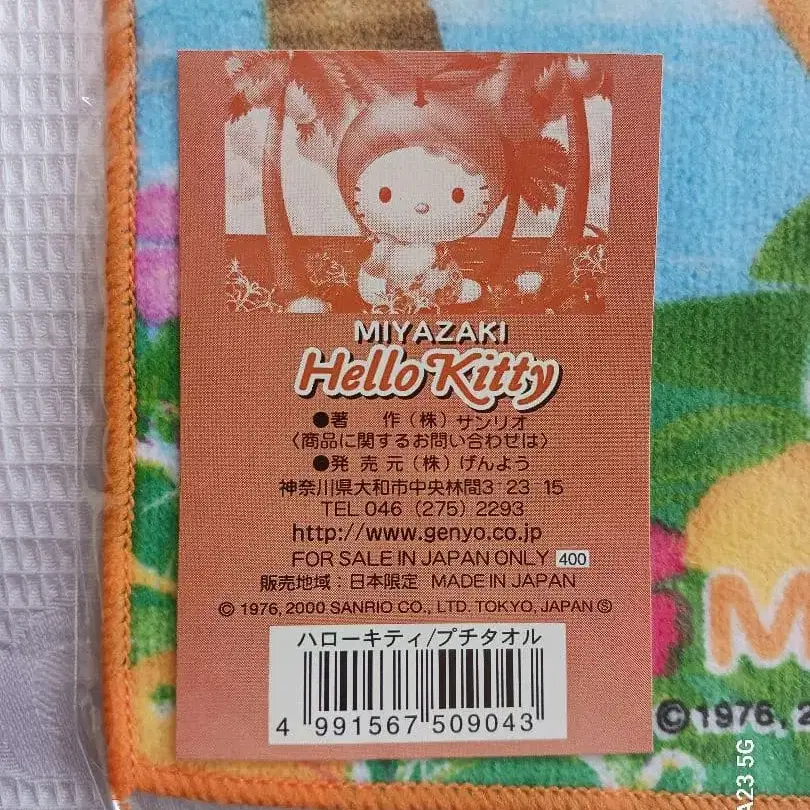 MIYAZAKI
Hello Kitty
●著 作(株)サンリオ
〈商品に関するお問い合わせは〉
●発売元(株)げんよう
神奈川県大和市中央林間3-23-15
TEL 046(275)2293
http://www.genyo.co.jp
FOR SALE IN JAPAN ONLY 400
販売地域:日本限定 MADE IN JAPAN
© 1976, 2000 SANRIO CO., LTD. TOKYO, JAPAN Ⓢ
ハローキティ/プチタオル
4 991567 509043
M
©1976, 2
A23 5G